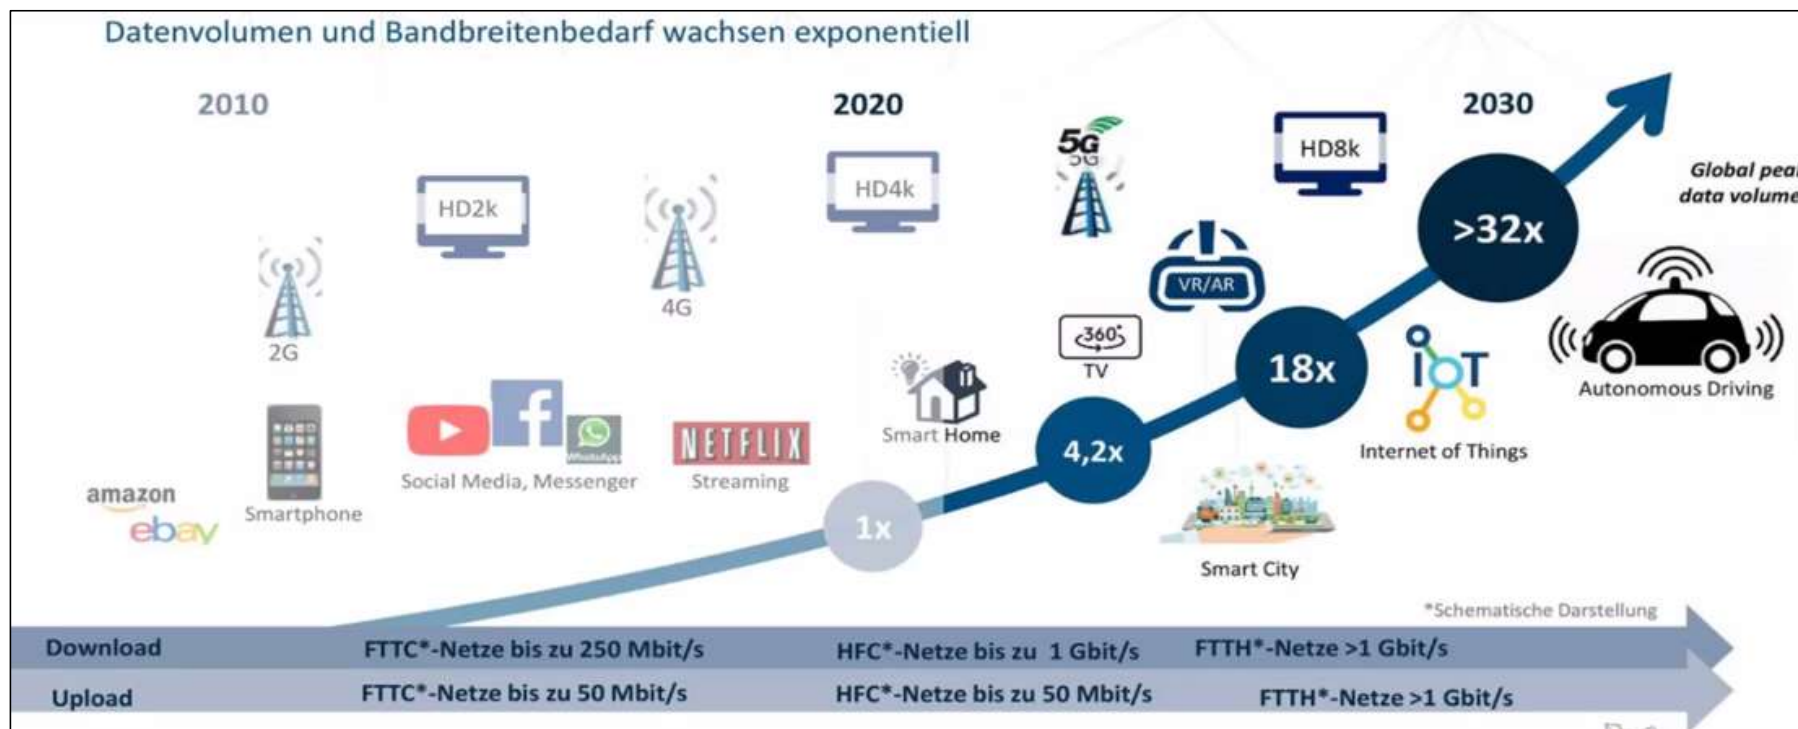 Datenvolumen und Bandbreitenbedarf wachsen exponentiell
2010
2020
2030
5G
5G
HD8k
HD4k
HD2k
Global
data volume
>32x
VR/AR
4G
2G
360°
TV
18x
IoT
Autonomous Driving
Smart Home
4,2x
Internet of Things
WhatsApp
NETFLIX
Social Media, Messenger
Streaming
amazon
ebay
Smartphone
1x
Smart City
*Schematische Darstellung
Download
FTTC*-Netze bis zu 250 Mbit/s
HFC*-Netze bis zu 1 Gbit/s
FTTH*-Netze >1 Gbit/s
Upload
FTTC*-Netze bis zu 50 Mbit/s
HFC*-Netze bis zu 50 Mbit/s
FTTH*-Netze >1 Gbit/s